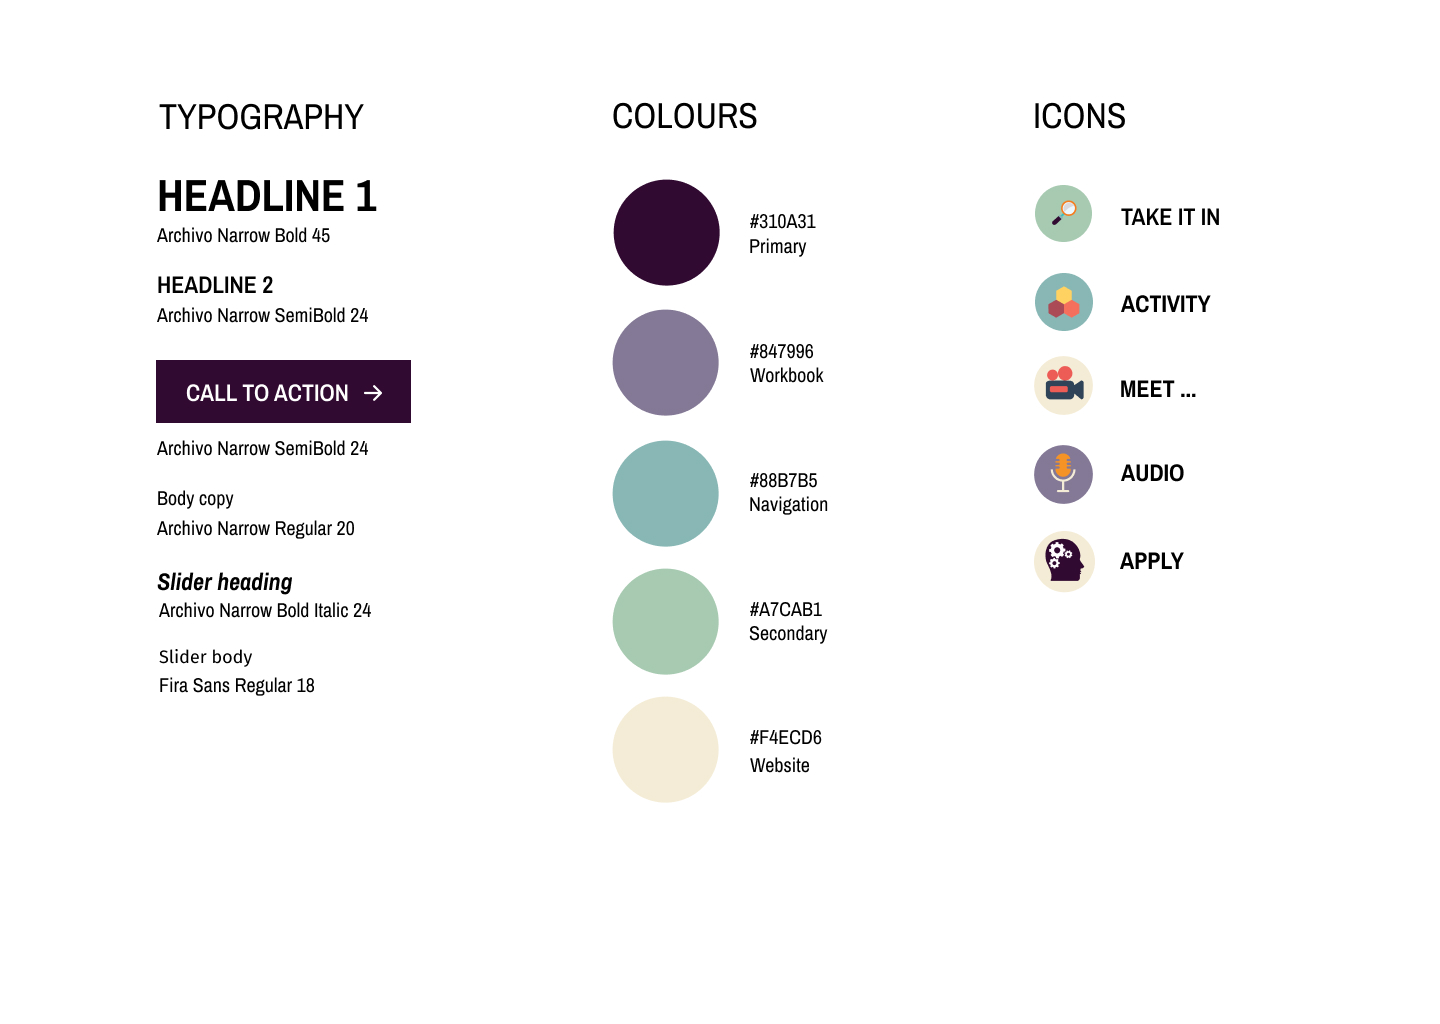 TYPOGRAPHY
HEADLINE 1
Archivo Narrow Bold 45
HEADLINE 2
Archivo Narrow SemiBold 24
CALL TO ACTION →
Archivo Narrow SemiBold 24
Body copy
Archivo Narrow Regular 20
Slider heading
Archivo Narrow Bold Italic 24
Slider body
Fira Sans Regular 18
COLOURS
#310A31
Primary
#847996
Workbook
#88B7B5
Navigation
#A7CAB1
Secondary
#F4ECD6
Website
ICONS
TAKE IT IN
ACTIVITY
MEET ...
AUDIO
APPLY